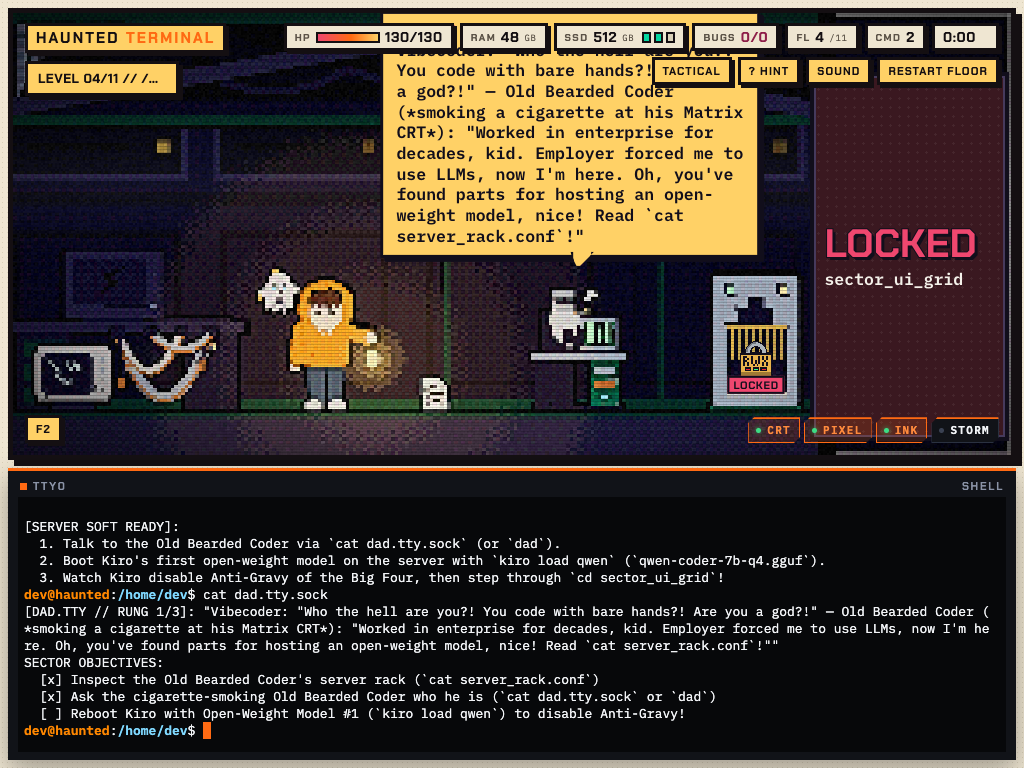 HAUNTED TERMINAL
HP 130/130
RAM 48 GB
SSD 512 GB
BUGS 0/0
FL 4 /11
CMD 2
0:00
LEVEL 04/11 // /...
TACTICAL
? HINT
SOUND
RESTART FLOOR
You code with bare hands?!
a god?!" — Old Bearded Coder
(*smoking a cigarette at his Matrix
CRT*): "Worked in enterprise for
decades, kid. Employer forced me to
use LLMs, now I'm here. Oh, you've
found parts for hosting an open-
weight model, nice! Read `cat
server_rack.conf`!"
LOCKED
sector_ui_grid
RWX
LOCKED
F2
CRT
PIXEL
INK
STORM
TTY0
SHELL
[SERVER SOFT READY]:
1. Talk to the Old Bearded Coder via `cat dad.tty.sock` (or `dad`).
2. Boot Kiro's first open-weight model on the server with `kiro load qwen` (`qwen-coder-7b-q4.gguf`).
3. Watch Kiro disable Anti-Gravy of the Big Four, then step through `cd sector_ui_grid`!
dev@haunted:/home/dev$ cat dad.tty.sock
[DAD.TTY // RUNG 1/3]: "Vibecoder: "Who the hell are you?! You code with bare hands?! Are you a god?!" — Old Bearded Coder (
*smoking a cigarette at his Matrix CRT*): "Worked in enterprise for decades, kid. Employer forced me to use LLMs, now I'm he
re. Oh, you've found parts for hosting an open-weight model, nice! Read `cat server_rack.conf`!""
SECTOR OBJECTIVES:
[x] Inspect the Old Bearded Coder's server rack (`cat server_rack.conf`)
[x] Ask the cigarette-smoking Old Bearded Coder who he is (`cat dad.tty.sock` or `dad`)
[ ] Reboot Kiro with Open-Weight Model #1 (`kiro load qwen`) to disable Anti-Gravy!
dev@haunted:/home/dev$